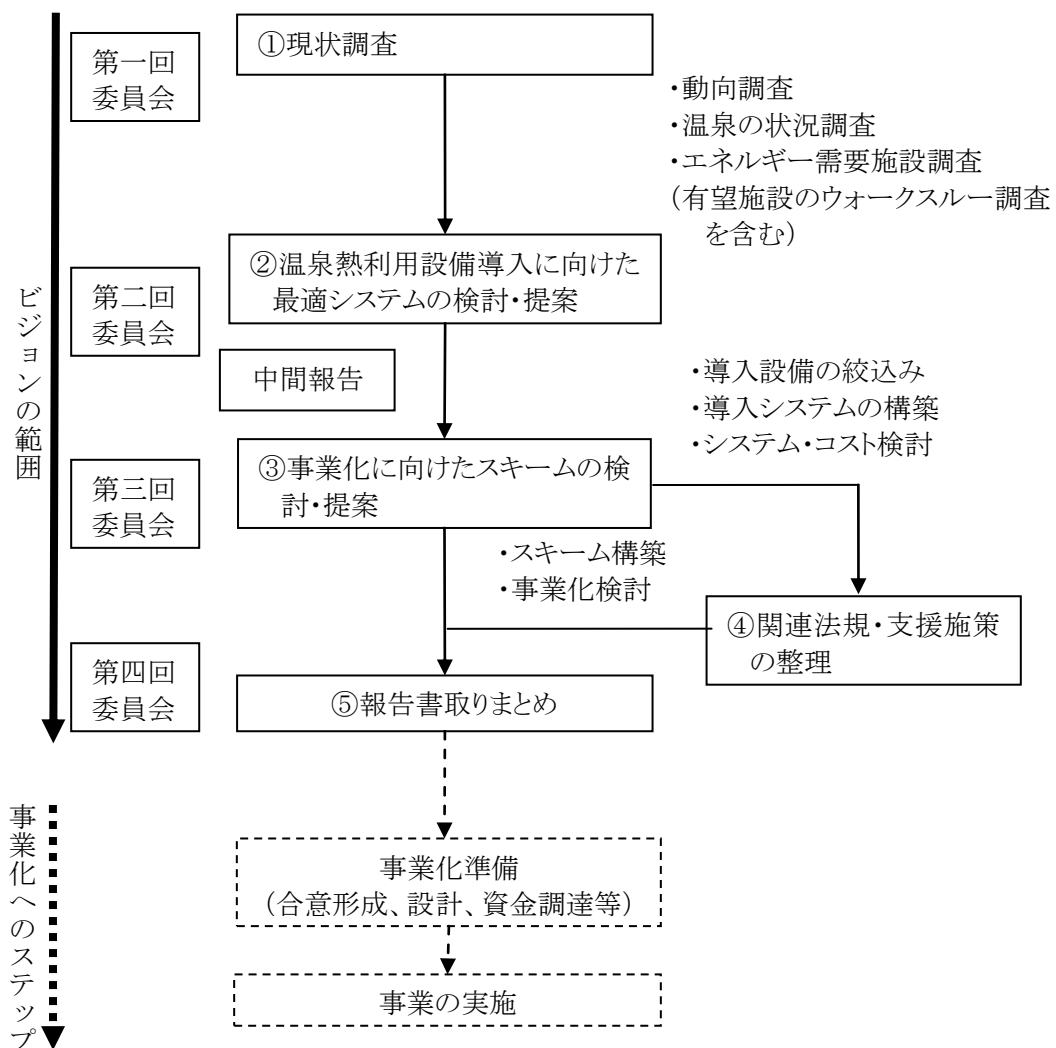 第一回
委員会
①現状調査
・動向調査
・温泉の状況調査
・エネルギー需要施設調査
(有望施設のウォークスルー調査
を含む)
ビジョンの範囲
第二回
委員会
②温泉熱利用設備導入に向けた
最適システムの検討・提案
中間報告
・導入設備の絞込み
・導入システムの構築
・システム・コスト検討
第三回
委員会
③事業化に向けたスキームの検
討・提案
・スキーム構築
・事業化検討
④関連法規・支援施策
の整理
第四回
委員会
⑤報告書取りまとめ
事業化へのステップ
事業化準備
(合意形成、設計、資金調達等)
事業の実施